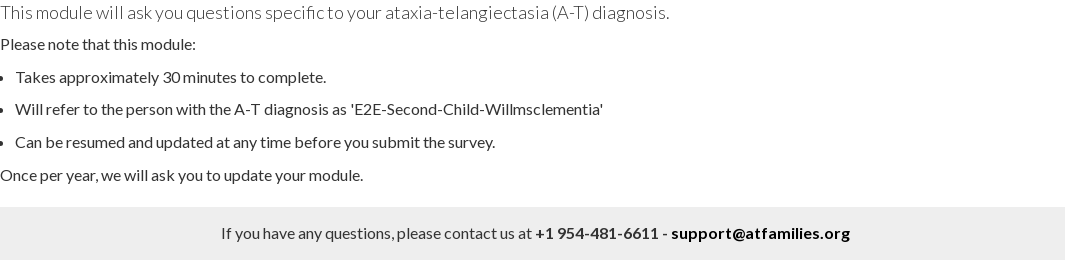 This module will ask you questions specific to your ataxia-telangiectasia (A-T) diagnosis.
Please note that this module:
• Takes approximately 30 minutes to complete.
• Will refer to the person with the A-T diagnosis as 'E2E-Second-Child-Willmsclementia'
• Can be resumed and updated at any time before you submit the survey.
Once per year, we will ask you to update your module.
If you have any questions, please contact us at +1 954-481-6611 - support@atfamilies.org